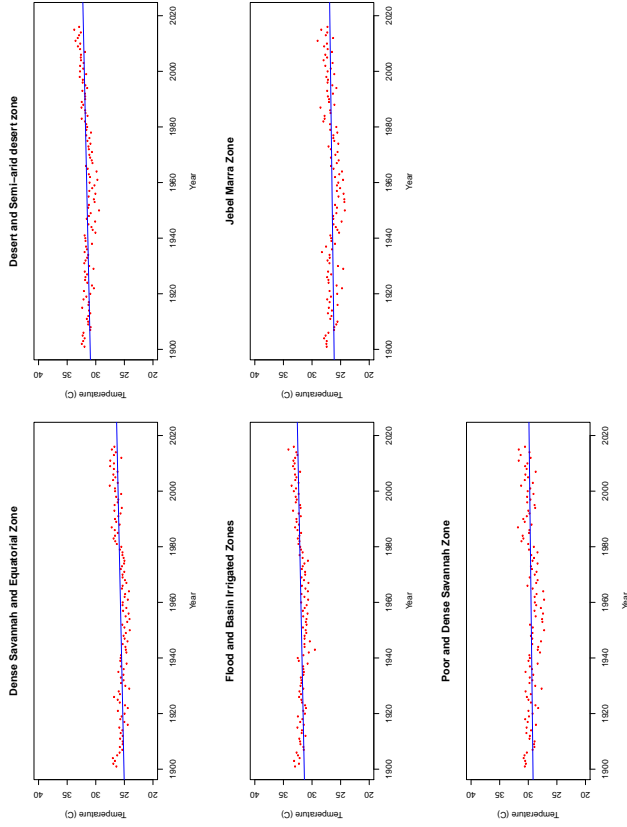 Dense Savannah and Equatorial Zone
40
35
30
25
20
Temperature (C)
1900 1920 1940 1960 1980 2000 2020
Year
Desert and Semi−arid desert zone
40
35
30
25
20
Temperature (C)
1900 1920 1940 1960 1980 2000 2020
Year
Flood and Basin Irrigated Zones
40
35
30
25
20
Temperature (C)
1900 1920 1940 1960 1980 2000 2020
Year
Jebel Marra Zone
40
35
30
25
20
Temperature (C)
1900 1920 1940 1960 1980 2000 2020
Year
Poor and Dense Savannah Zone
40
35
30
25
20
Temperature (C)
1900 1920 1940 1960 1980 2000 2020
Year